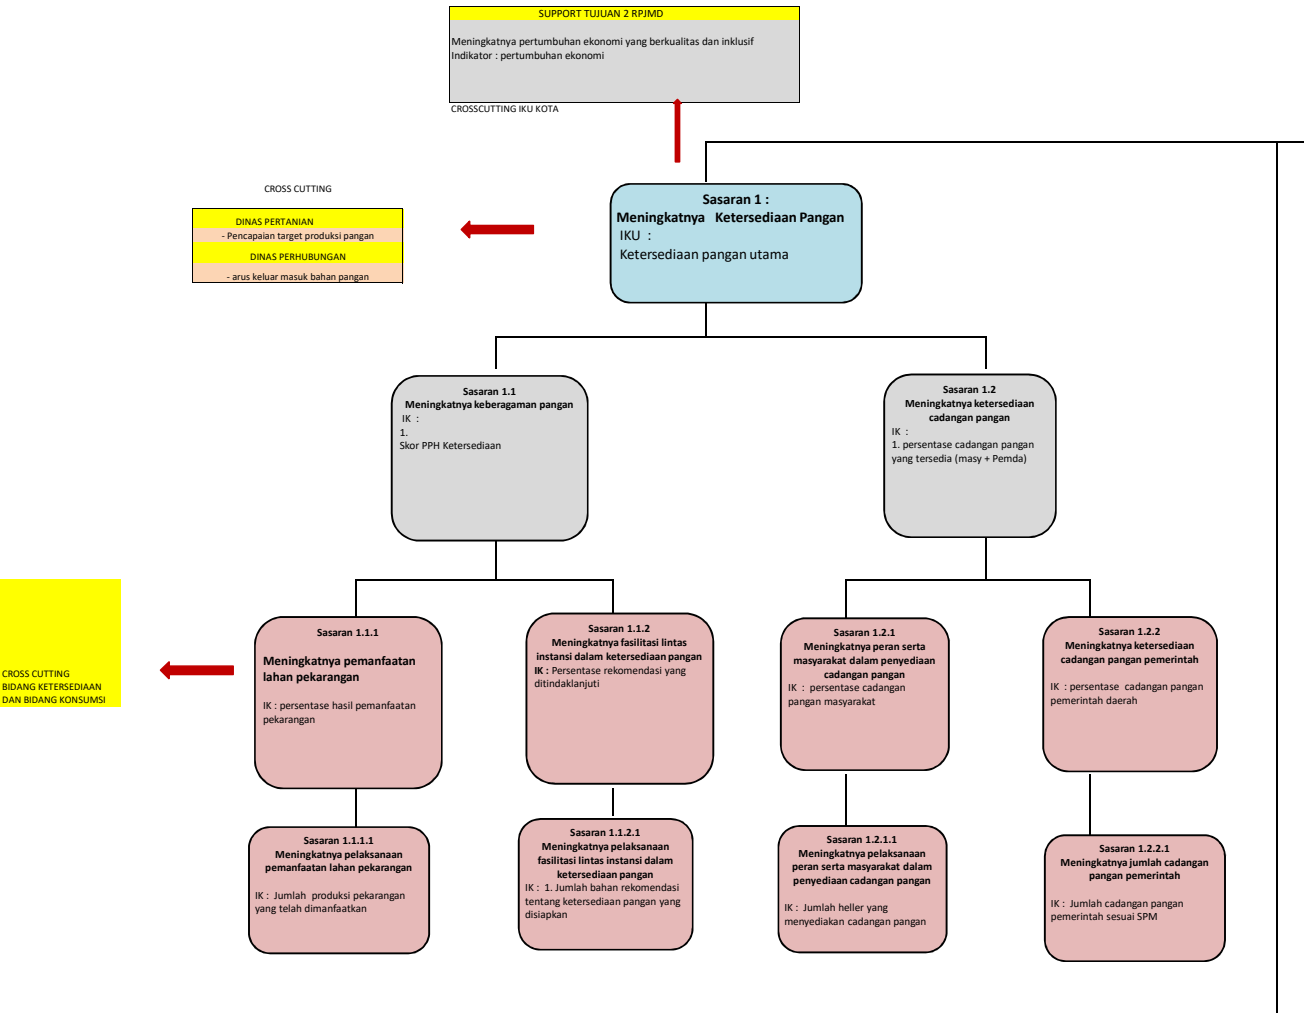 SUPPORT TUJUAN 2 RPJMD
Meningkatnya pertumbuhan ekonomi yang berkualitas dan inklusif
Indikator : pertumbuhan ekonomi
CROSSCUTTING IKU KOTA
CROSS CUTTING
DINAS PERTANIAN
- Pencapaian target produksi pangan
DINAS PERHUBUNGAN
- arus keluar masuk bahan pangan
Sasaran 1 :
Meningkatnya Ketersediaan Pangan
IKU :
Ketersediaan pangan utama
Sasaran 1.1
Meningkatnya keberagaman pangan
IK :
1.
Skor PPH Ketersediaan
Sasaran 1.2
Meningkatnya ketersediaan
cadangan pangan
IK :
1. persentase cadangan pangan
yang tersedia (masy + Pemda)
CROSS CUTTING
BIDANG KETERSEDIAAN
DAN BIDANG KONSUMSI
Sasaran 1.1.1
Meningkatnya pemanfaatan
lahan pekarangan
IK : persentase hasil pemanfaatan
pekarangan
Sasaran 1.1.2
Meningkatnya fasilitasi lintas
instansi dalam ketersediaan pangan
IK : Persentase rekomendasi yang
ditindaklanjuti
Sasaran 1.2.1
Meningkatnya peran serta
masyarakat dalam penyediaan
cadangan pangan
IK : persentase cadangan
pangan masyarakat
Sasaran 1.2.2
Meningkatnya ketersediaan
cadangan pangan pemerintah
IK : persentase cadangan pangan
pemerintah daerah
Sasaran 1.1.1.1
Meningkatnya pelaksanaan
pemanfaatan lahan pekarangan
IK : Jumlah produksi pekarangan
yang telah dimanfaatkan
Sasaran 1.1.2.1
Meningkatnya pelaksanaan
fasilitasi lintas instansi dalam
ketersediaan pangan
IK : 1. Jumlah bahan rekomendasi
tentang ketersediaan pangan yang
disiapkan
Sasaran 1.2.1.1
Meningkatnya pelaksanaan
peran serta masyarakat dalam
penyediaan cadangan pangan
IK : Jumlah heller yang
menyediakan cadangan pangan
Sasaran 1.2.2.1
Meningkatnya jumlah cadangan
pangan pemerintah
IK : Jumlah cadangan pangan
pemerintah sesuai SPM